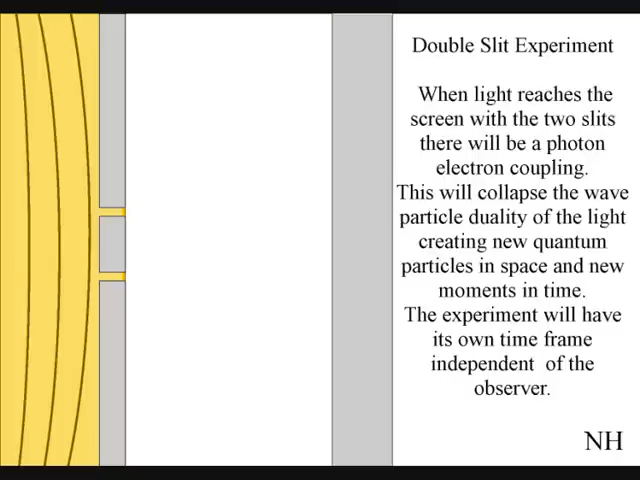 Double Slit Experiment
When light reaches the
screen with the two slits
there will be a photon
electron coupling.
This will collapse the wave
particle duality of the light
creating new quantum
particles in space and new
moments in time.
The experiment will have
its own time frame
independent of the
observer.
NH